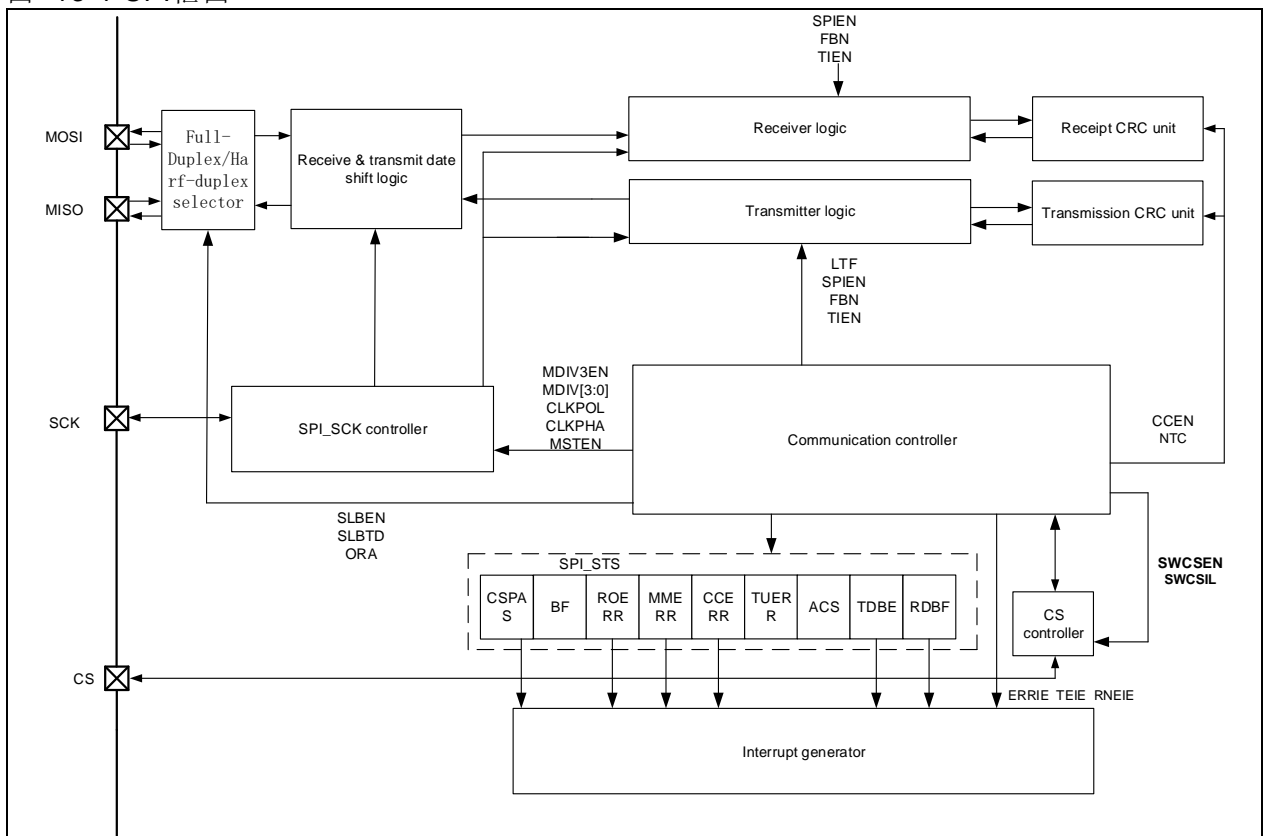 SPIEN
FBN
TIEN
MOSI
Full-
Duplex/Ha
rf-duplex
selector
Receive & transmit date
shift logic
Receiver logic
Receipt CRC unit
MISO
Transmitter logic
Transmission CRC unit
LTF
SPIEN
FBN
TIEN
MDIV3EN
MDIV[3:0]
CLKPOL
CLKPHA
MSTEN
SCK
SPI_SCK controller
Communication controller
CCEN
NTC
SLBEN
SLBTD
ORA
SPI_STS
CSPA
S
BF
ROE
RR
MME
RR
CCE
RR
TUER
R
ACS
TDBE
RDBF
SWCSEN
SWCSIL
CS
controller
CS
ERRIE TEIE RNEIE
Interrupt generator